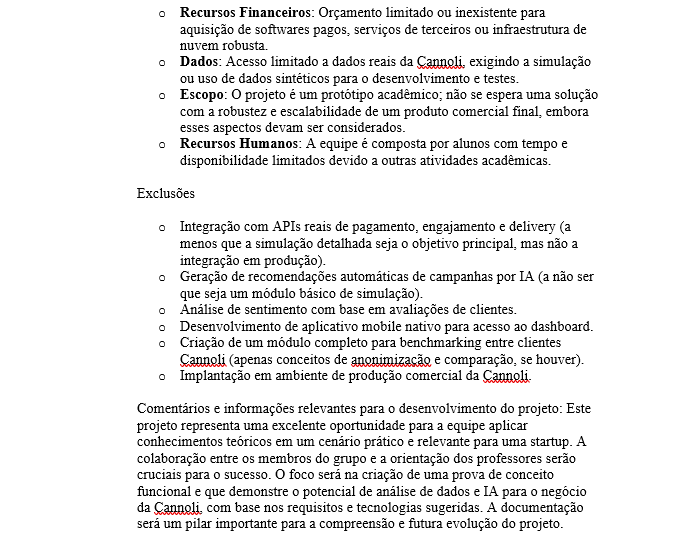 o Recursos Financeiros: Orçamento limitado ou inexistente para
aquisição de softwares pagos, serviços de terceiros ou infraestrutura de
nuvem robusta.
o Dados: Acesso limitado a dados reais da Cannoli, exigindo a simulação
ou uso de dados sintéticos para o desenvolvimento e testes.
o Escopo: O projeto é um protótipo acadêmico; não se espera uma solução
com a robustez e escalabilidade de um produto comercial final, embora
esses aspectos devam ser considerados.
o Recursos Humanos: A equipe é composta por alunos com tempo e
disponibilidade limitados devido a outras atividades acadêmicas.
Exclusões
o Integração com APIs reais de pagamento, engajamento e delivery (a
menos que a simulação detalhada seja o objetivo principal, mas não a
integração em produção).
o Geração de recomendações automáticas de campanhas por IA (a não ser
que seja um módulo básico de simulação).
o Análise de sentimento com base em avaliações de clientes.
o Desenvolvimento de aplicativo mobile nativo para acesso ao dashboard.
o Criação de um módulo completo para benchmarking entre clientes
Cannoli (apenas conceitos de anonimização e comparação, se houver).
o Implantação em ambiente de produção comercial da Cannoli.
Comentários e informações relevantes para o desenvolvimento do projeto: Este
projeto representa uma excelente oportunidade para a equipe aplicar
conhecimentos teóricos em um cenário prático e relevante para uma startup. A
colaboração entre os membros do grupo e a orientação dos professores serão
cruciais para o sucesso. O foco será na criação de uma prova de conceito
funcional e que demonstre o potencial de análise de dados e IA para o negócio
da Cannoli, com base nos requisitos e tecnologias sugeridas. A documentação
será um pilar importante para a compreensão e futura evolução do projeto.